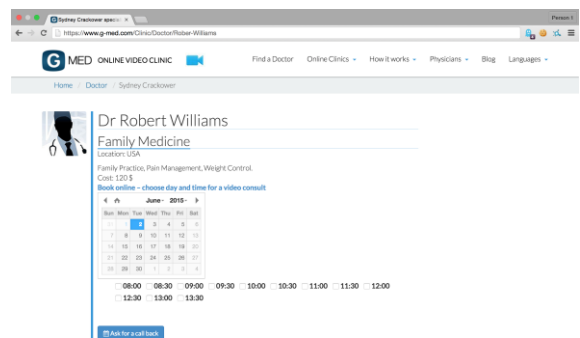 Sydney Crackower speci
Person 1
https://www.g-med.com/Clinic/Doctor/Rober-Williams
G MED ONLINE VIDEO CLINIC
Find a Doctor Online Clinics How it works Physicians Blog Languages
Home / Doctor / Sydney Crackower
Dr Robert Williams
Family Medicine
Location: USA
Family Practice, Pain Management, Weight Control.
Cost: 120 $
Book online – choose day and time for a video consult
June 2015
Sun Mon Tue Wed Thu Fri Sat
2 3 4 5 6
7 8 9 10 11 12 13
14 15 16 17 18 19 20
21 22 23 24 25 26 27
28 29 30 1 2 3 4
08:00 08:30 09:00 09:30 10:00 10:30 11:00 11:30 12:00
12:30 13:00 13:30
Ask for a call back